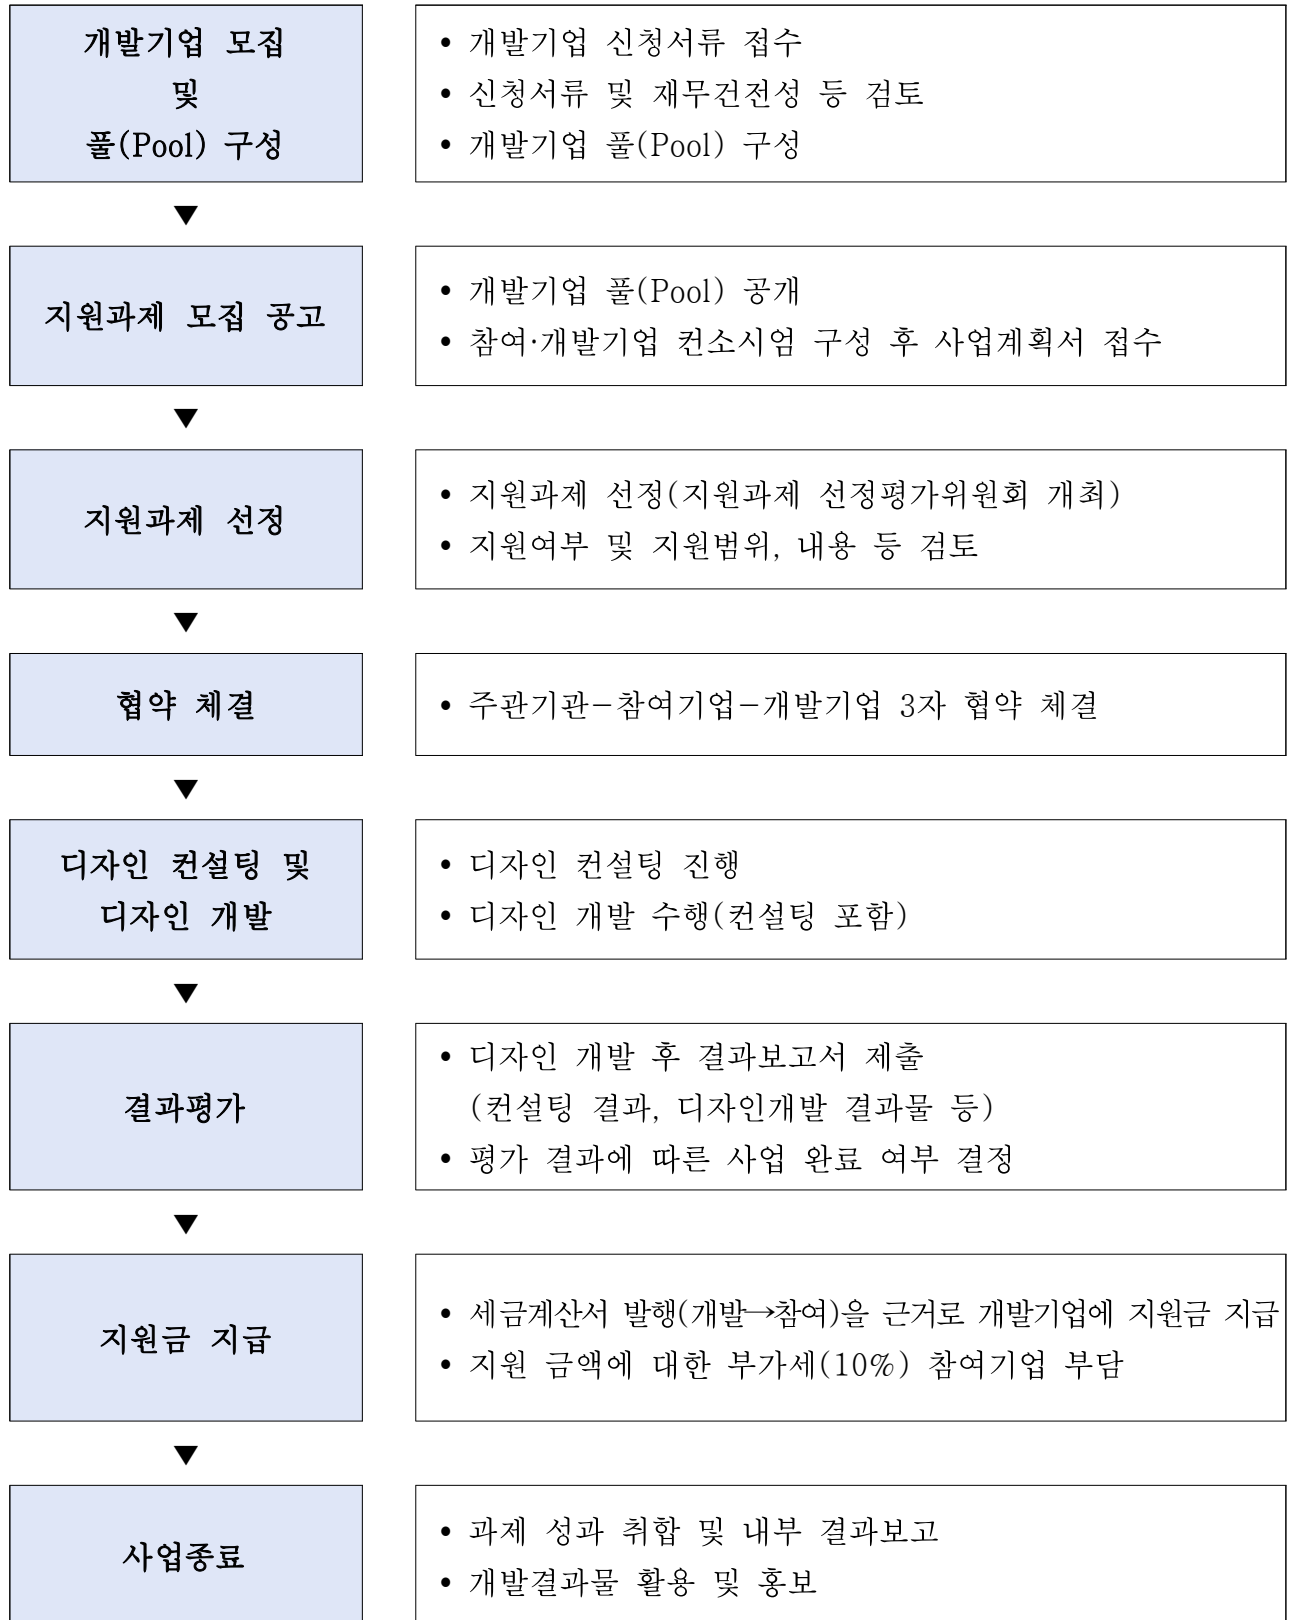 개발기업 모집
및
풀(Pool) 구성
• 개발기업 신청서류 접수
• 신청서류 및 재무건전성 등 검토
• 개발기업 풀(Pool) 구성
▼
지원과제 모집 공고
• 개발기업 풀(Pool) 공개
• 참여·개발기업 컨소시엄 구성 후 사업계획서 접수
▼
지원과제 선정
• 지원과제 선정(지원과제 선정평가위원회 개최)
• 지원여부 및 지원범위, 내용 등 검토
▼
협약 체결
• 주관기관-참여기업-개발기업 3자 협약 체결
▼
디자인 컨설팅 및
디자인 개발
• 디자인 컨설팅 진행
• 디자인 개발 수행(컨설팅 포함)
▼
결과평가
• 디자인 개발 후 결과보고서 제출
(컨설팅 결과, 디자인개발 결과물 등)
• 평가 결과에 따른 사업 완료 여부 결정
▼
지원금 지급
• 세금계산서 발행(개발→참여)을 근거로 개발기업에 지원금 지급
• 지원 금액에 대한 부가세(10%) 참여기업 부담
▼
사업종료
• 과제 성과 취합 및 내부 결과보고
• 개발결과물 활용 및 홍보